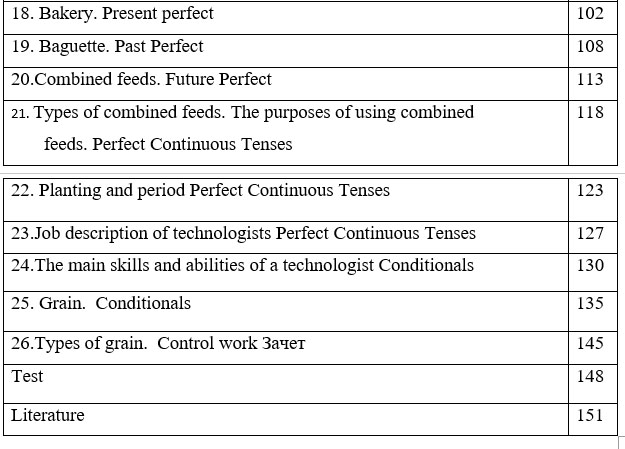 18. Bakery. Present perfect 102
19. Baguette. Past Perfect 108
20.Combined feeds. Future Perfect 113
21. Types of combined feeds. The purposes of using combined 118
feeds. Perfect Continuous Tenses
22. Planting and period Perfect Continuous Tenses 123
23.Job description of technologists Perfect Continuous Tenses 127
24.The main skills and abilities of a technologist Conditionals 130
25. Grain.  Conditionals 135
26.Types of grain.  Control work Зачет 145
Test 148
Literature 151